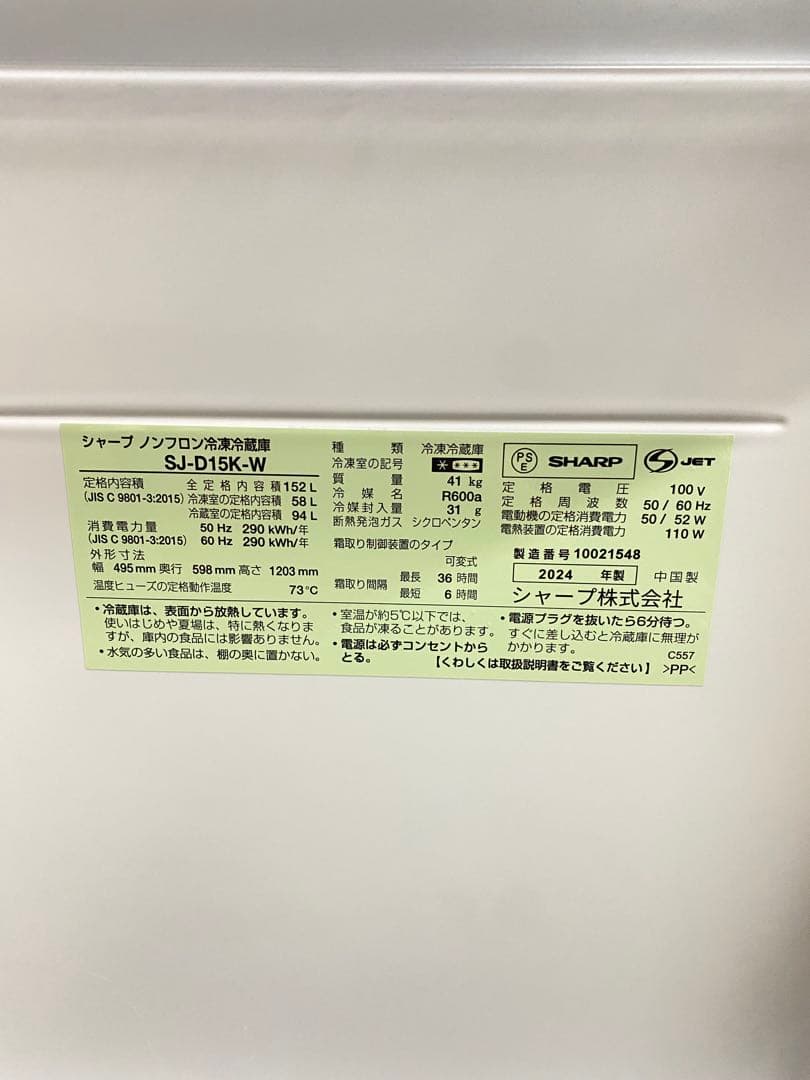 シャープ ノンフロン冷凍冷蔵庫
SJ-D15K-W
定格内容積 全定格内容積 152 L
(JIS C 9801-3:2015) 冷凍室の定格内容積 58 L
冷蔵室の定格内容積 94 L
消費電力量 50 Hz 290 kWh/年
(JIS C 9801-3:2015) 60 Hz 290 kWh/年
外形寸法
幅 495 mm 奥行 598 mm 高さ 1203 mm
温度ヒューズの定格動作温度 73℃
種類 冷凍冷蔵庫
冷凍室の記号 * ***
質量 41 kg
冷媒名 R600a
冷媒封入量 31 g
断熱発泡ガス シクロペンタン
霜取り制御装置のタイプ
可変式
霜取り間隔 最長 36 時間
最短 6 時間
PS E SHARP S JET
定格電圧 100 V
定格周波数 50 / 60 Hz
電動機の定格消費電力 50 / 52 W
電熱装置の定格消費電力 110 W
製造番号 10021548
2024 年製 中国製
シャープ株式会社
・冷蔵庫は、表面から放熱しています。
使いはじめや夏場は、特に熱くなりま
すが、庫内の食品には影響ありません。
・水気の多い食品は、棚の奥に置かない。
・室温が約5℃以下では、
食品が凍ることがあります。
・電源は必ずコンセントから
とる。
・電源プラグを抜いたら6分待つ。
すぐに差し込むと冷蔵庫に無理が
かかります。
C557
【くわしくは取扱説明書をご覧ください】 >PP<